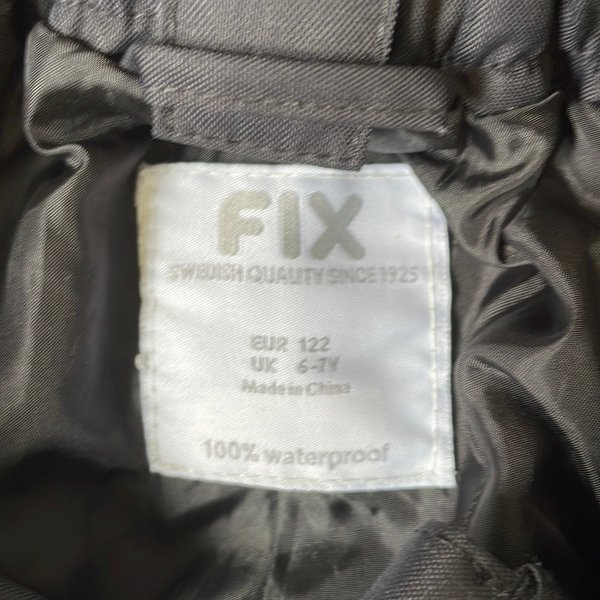 FIX
SWEDISH QUALITY SINCE 1925
EUR 122
UK 6-7Y
Made in China
100% waterproof